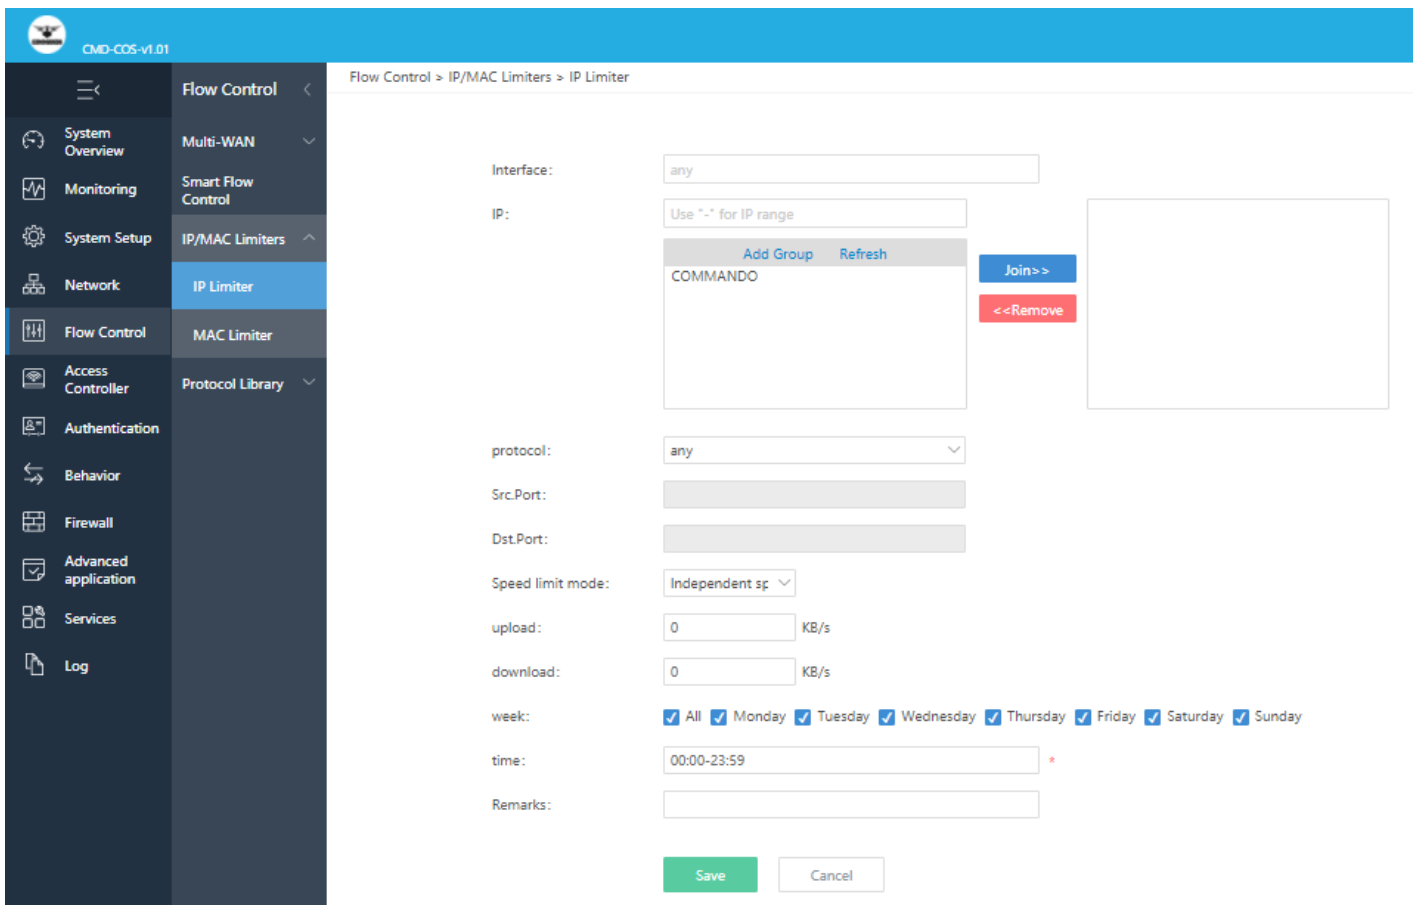 CMD-COS-v1.01
Flow Control
Flow Control > IP/MAC Limiters > IP Limiter
System
Overview
Monitoring
System Setup
Network
Flow Control
Access
Controller
Authentication
Behavior
Firewall
Advanced
application
Services
Log
Multi-WAN
Smart Flow
Control
IP/MAC Limiters
IP Limiter
MAC Limiter
Protocol Library
Interface: any
IP: Use "-" for IP range
Add Group Refresh
COMMANDO
Join>>
<<Remove
protocol: any
Src.Port:
Dst.Port:
Speed limit mode: Independent sp
upload: 0 KB/s
download: 0 KB/s
week: All Monday Tuesday Wednesday Thursday Friday Saturday Sunday
time: 00:00-23:59 *
Remarks:
Save Cancel